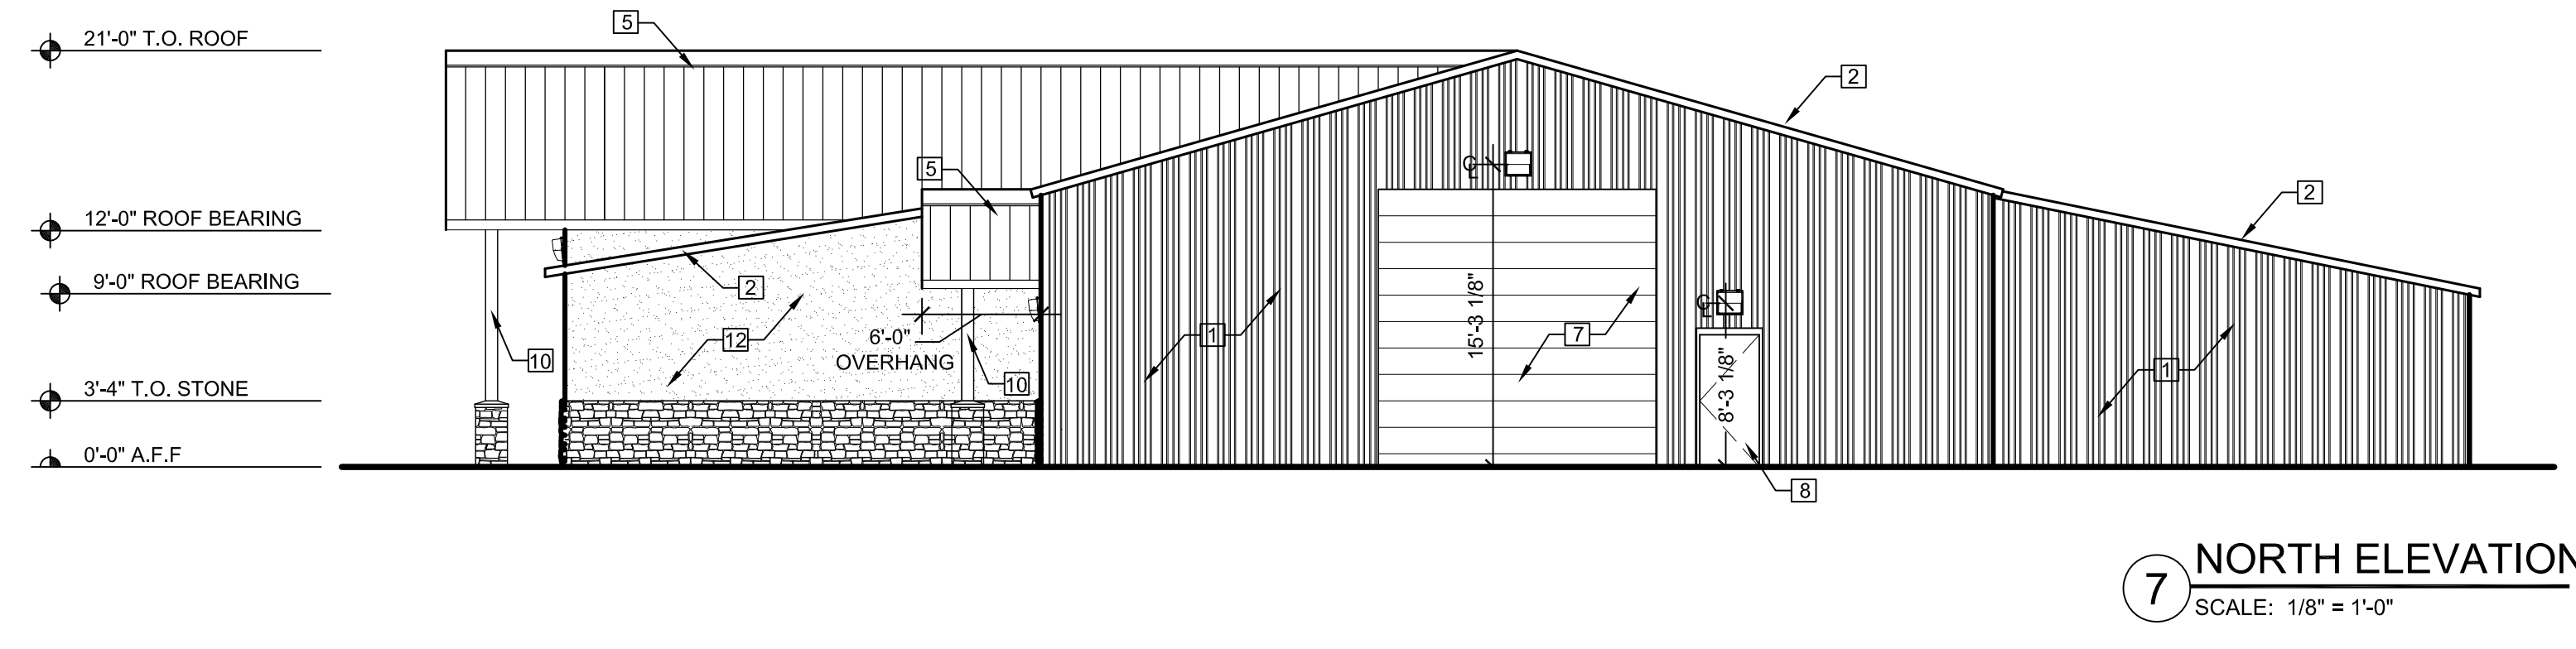 5
21'-0" T.O. ROOF
2
5
2
12'-0" ROOF BEARING
9'-0" ROOF BEARING
2
℄
℄
12
6'-0"
OVERHANG
1
15'-3 1/8"
7
10
10
8'-3 1/8"
1
3'-4" T.O. STONE
0'-0" A.F.F
8
7
NORTH ELEVATION
SCALE: 1/8" = 1'-0"